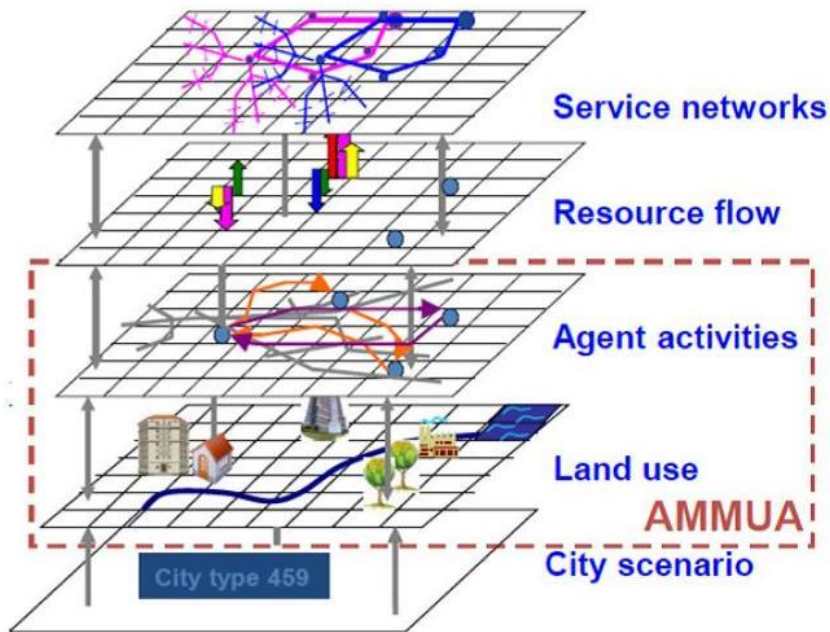 Service networks
Resource flow
Agent activities
Land use
AMMUA
City scenario
City type 459